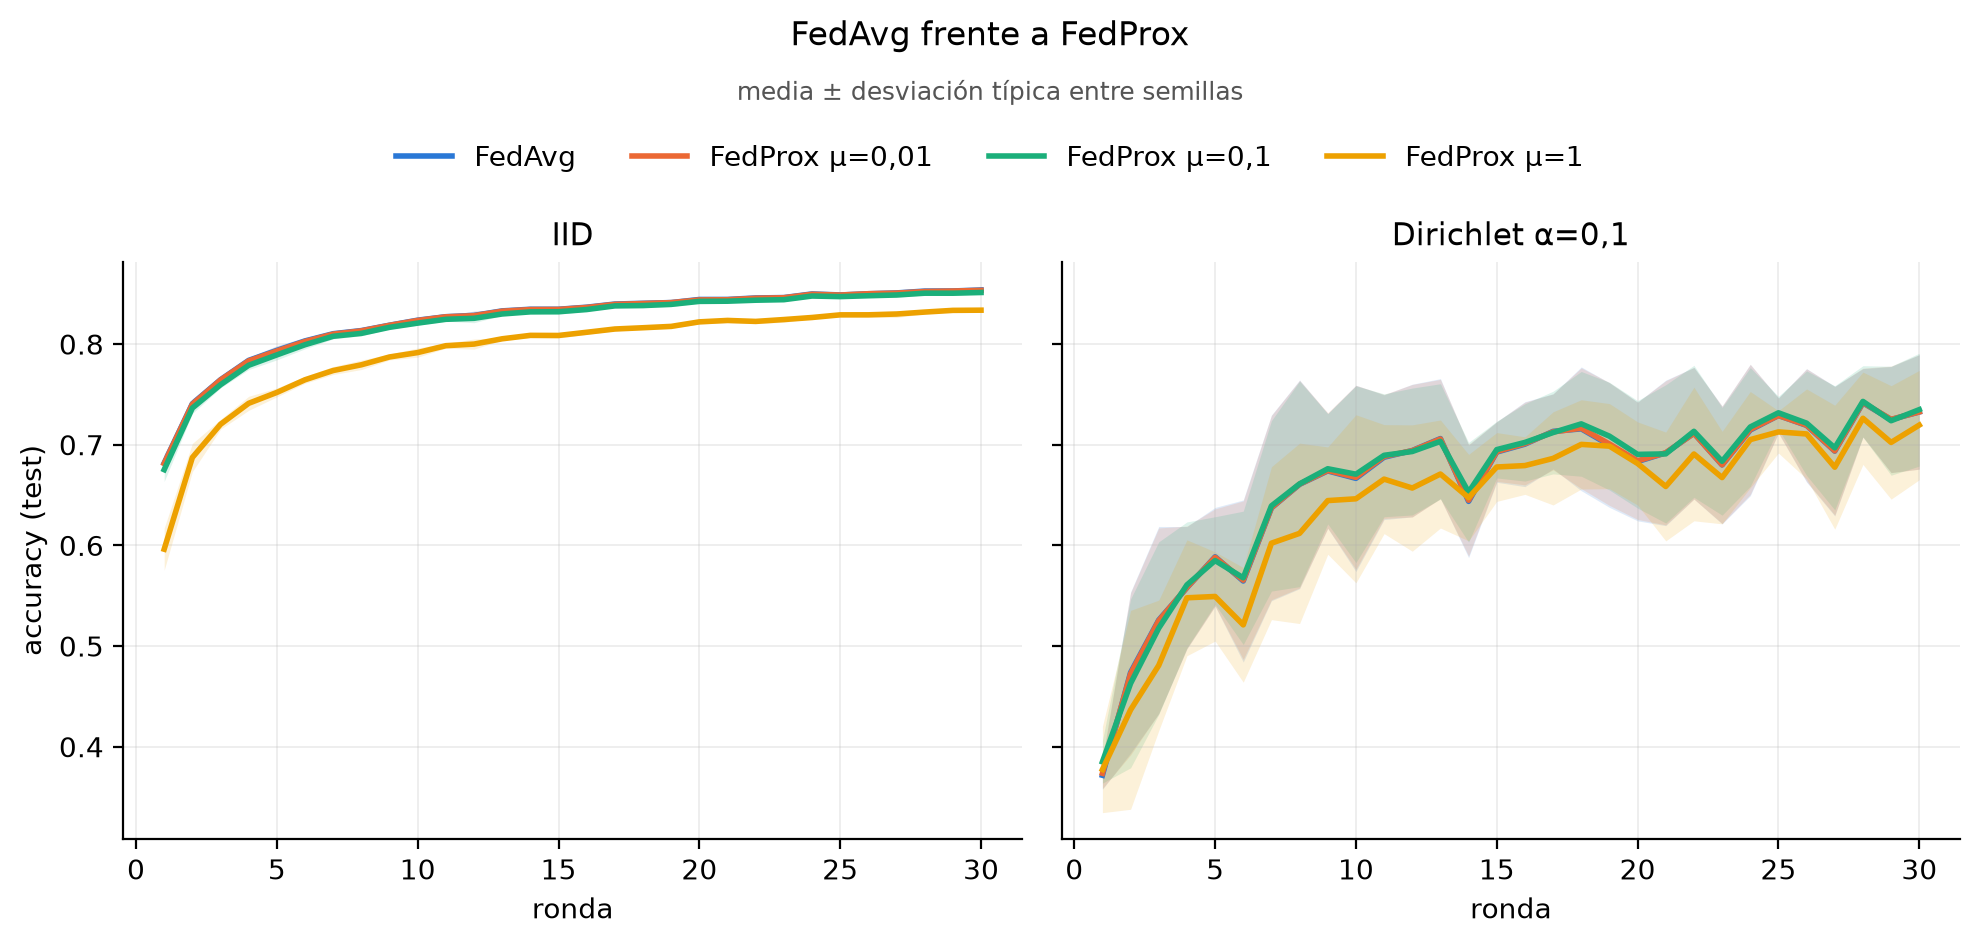 FedAvg frente a FedProx
media ± desviación típica entre semillas
FedAvg FedProx μ=0,01 FedProx μ=0,1 FedProx μ=1
IID
Dirichlet α=0,1
accuracy (test)
0.8
0.7
0.6
0.5
0.4
0 5 10 15 20 25 30
0 5 10 15 20 25 30
ronda
ronda